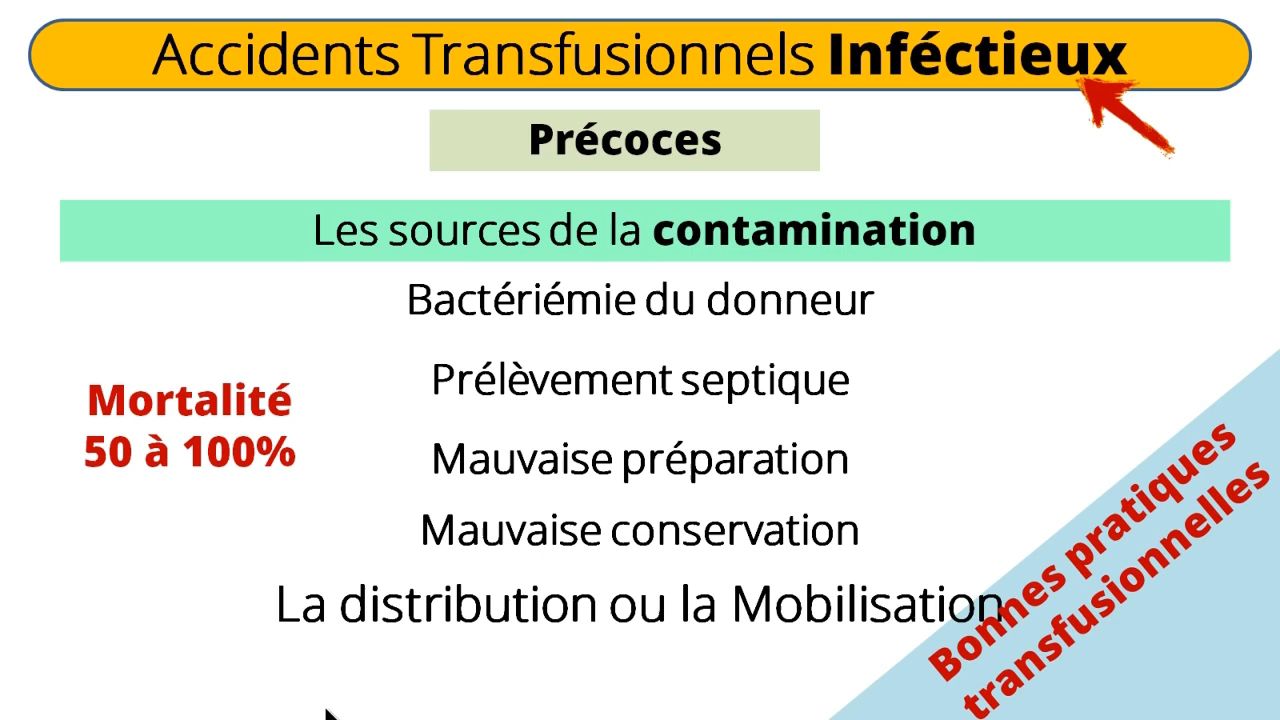 Accidents Transfusionnels Inféctieux
Précoces
Les sources de la contamination
Bactériémie du donneur
Prélèvement septique
Mortalité
50 à 100%
Mauvaise préparation
Mauvaise conservation
La distribution ou la Mobilisation
Bonnes pratiques
transfusionnelles